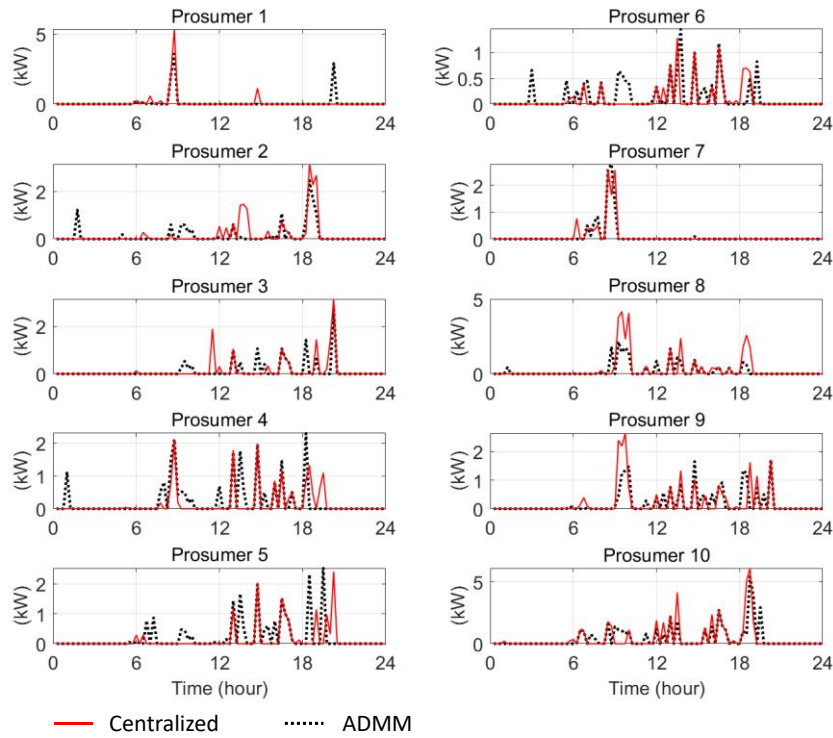 Prosumer 1
(kW)
5
0
0 6 12 18 24
Prosumer 2
(kW)
2
0
0 6 12 18 24
Prosumer 3
(kW)
2
0
0 6 12 18 24
Prosumer 4
(kW)
2
1
0
0 6 12 18 24
Prosumer 5
(kW)
2
1
0
0 6 12 18 24
Time (hour)
Prosumer 6
(kW)
1
0.5
0
0 6 12 18 24
Prosumer 7
(kW)
2
1
0
0 6 12 18 24
Prosumer 8
(kW)
5
0
0 6 12 18 24
Prosumer 9
(kW)
2
1
0
0 6 12 18 24
Prosumer 10
(kW)
5
0
0 6 12 18 24
Time (hour)
Centralized ADMM